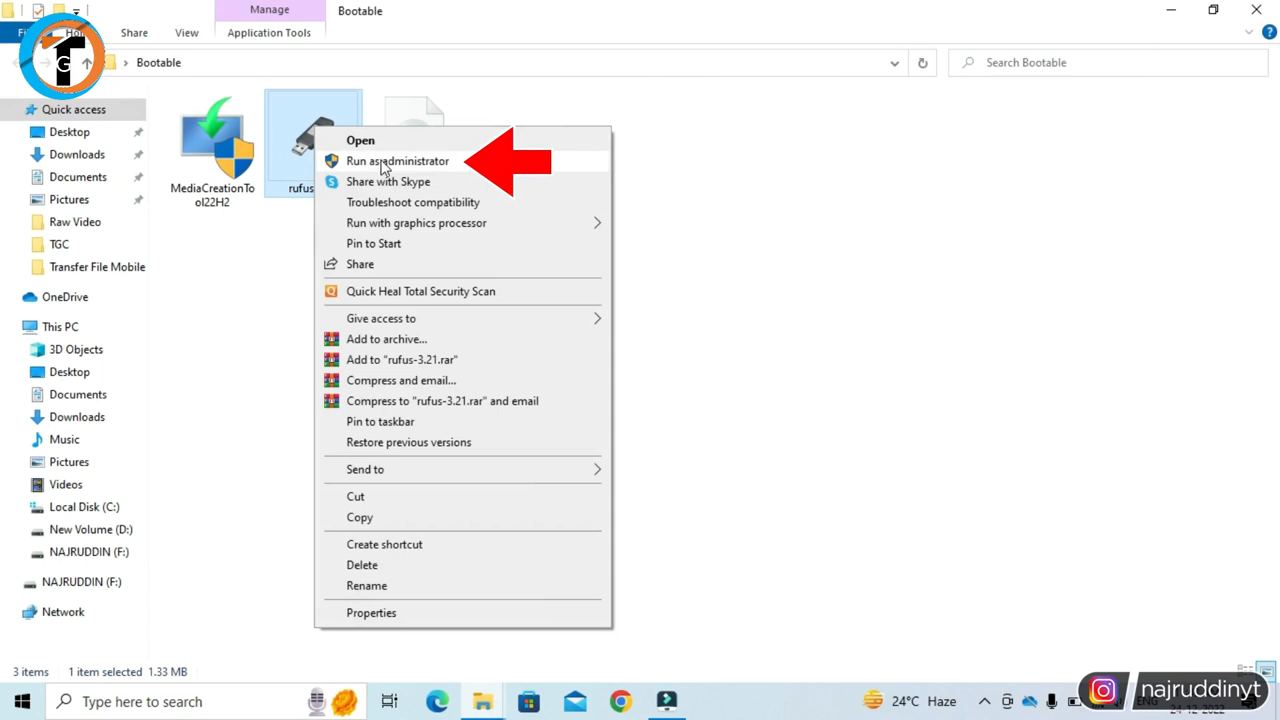 Manage
Bootable
Share
View
Application Tools
Bootable
Search Bootable
Quick access
Desktop
Downloads
Documents
Pictures
Raw Video
TGC
Transfer File Mobile
OneDrive
This PC
3D Objects
Desktop
Documents
Downloads
Music
Pictures
Videos
Local Disk (C:)
New Volume (D:)
NAJRUDDIN (F:)
NAJRUDDIN (F:)
Network
MediaCreationTo
ol22H2
rufus
Open
Run as administrator
Share with Skype
Troubleshoot compatibility
Run with graphics processor
Pin to Start
Share
Quick Heal Total Security Scan
Give access to
Add to archive...
Add to "rufus-3.21.rar"
Compress and email...
Compress to "rufus-3.21.rar" and email
Pin to taskbar
Restore previous versions
Send to
Cut
Copy
Create shortcut
Delete
Rename
Properties
3 items
1 item selected 1.33 MB
Type here to search
24°C Haze
ENG
24-12-2022
najruddinyt
TG